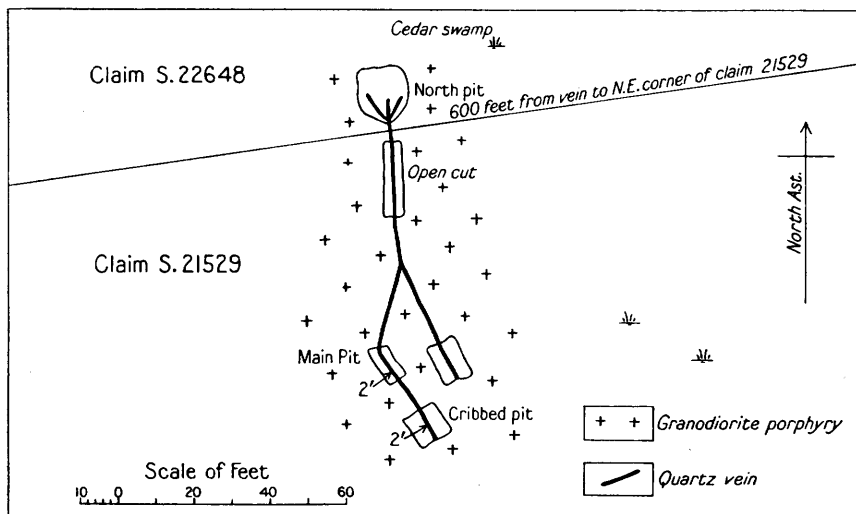 Cedar swamp
Claim S. 22648
North pit
600 feet from vein to N.E. corner of claim 21529
Open cut
North Ast.
Claim S. 21529
Main Pit
2'
Cribbed pit
2'
Granodiorite porphyry
Quartz vein
Scale of Feet
10 0 20 40 60